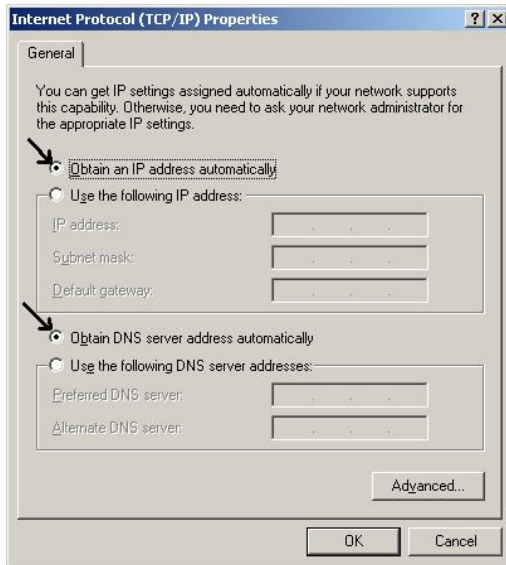 Internet Protocol (TCP/IP) Properties
General
You can get IP settings assigned automatically if your network supports
this capability. Otherwise, you need to ask your network administrator for
the appropriate IP settings.
Obtain an IP address automatically
Use the following IP address:
IP address:
Subnet mask:
Default gateway:
Obtain DNS server address automatically
Use the following DNS server addresses:
Preferred DNS server:
Alternate DNS server:
Advanced...
OK Cancel